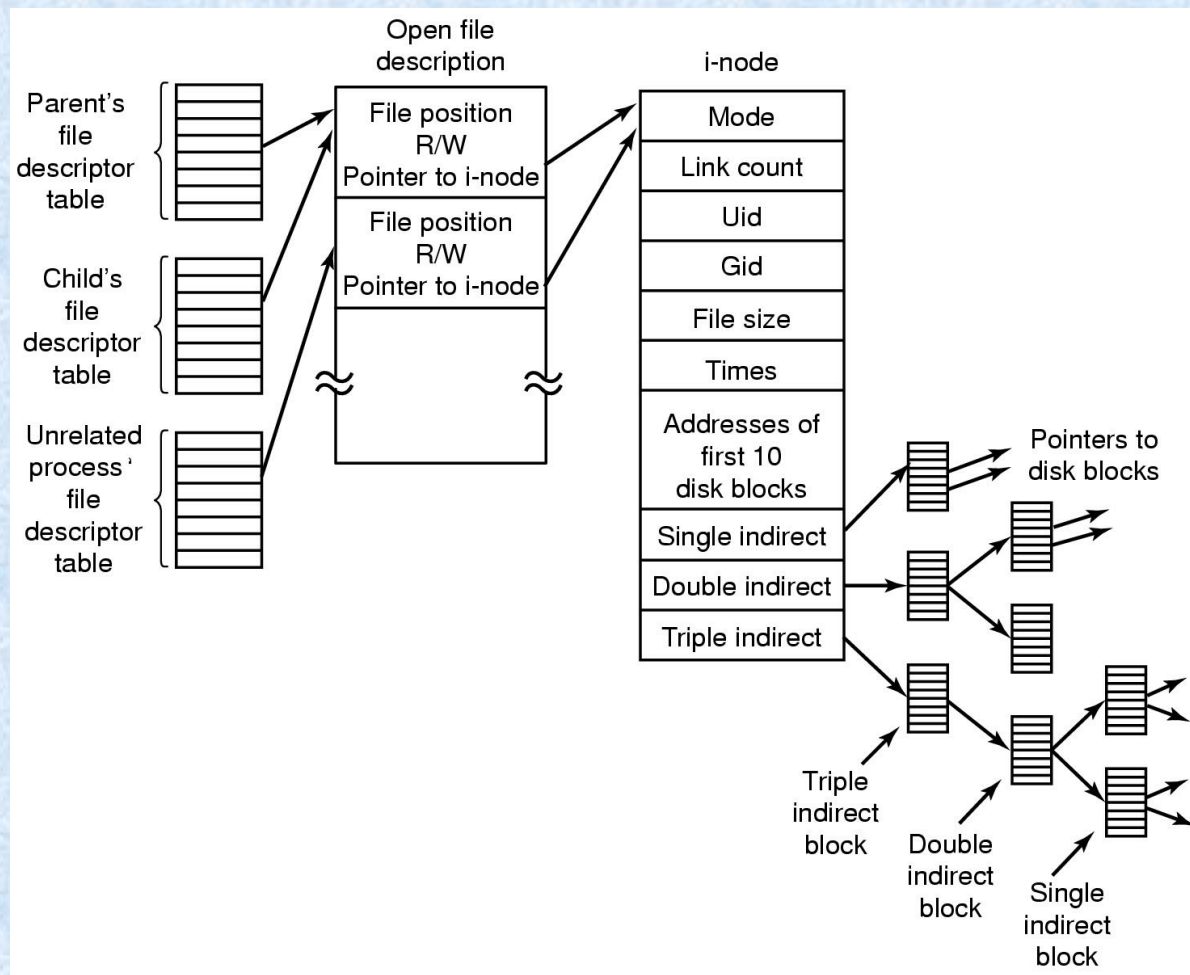 Open file
description
i-node
Parent's
file
descriptor
table
File position
R/W
Pointer to i-node
File position
R/W
Pointer to i-node
Child's
file
descriptor
table
Unrelated
process'
file
descriptor
table
Mode
Link count
Uid
Gid
File size
Times
Addresses of
first 10
disk blocks
Single indirect
Double indirect
Triple indirect
Pointers to
disk blocks
Triple
indirect
block
Double
indirect
block
Single
indirect
block